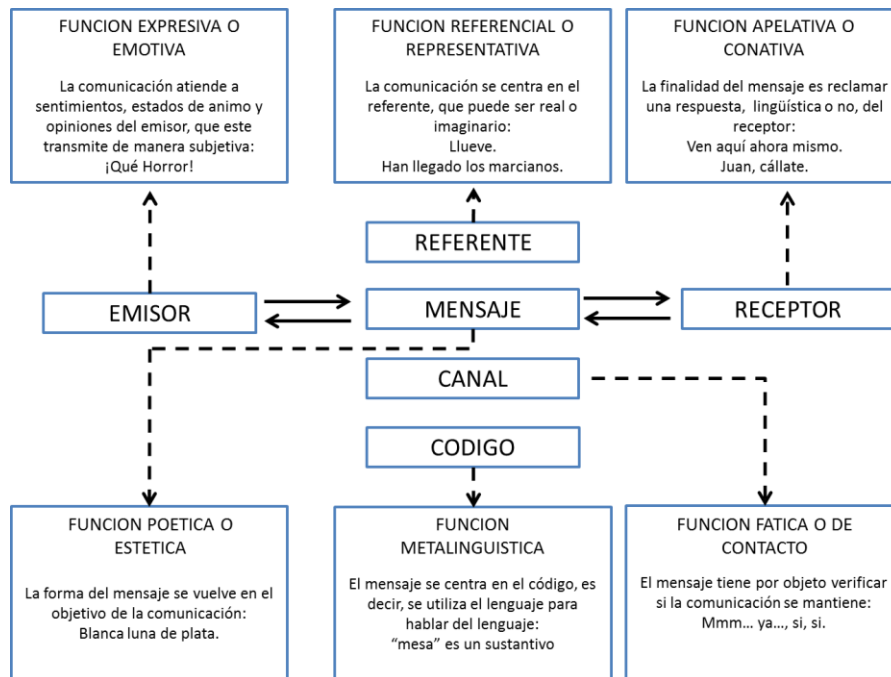 FUNCION EXPRESIVA O
EMOTIVA
La comunicación atiende a
sentimientos, estados de animo y
opiniones del emisor, que este
transmite de manera subjetiva:
¡Qué Horror!
FUNCION REFERENCIAL O
REPRESENTATIVA
La comunicación se centra en el
referente, que puede ser real o
imaginario:
Llueve.
Han llegado los marcianos.
FUNCION APELATIVA O
CONATIVA
La finalidad del mensaje es reclamar
una respuesta, lingüística o no, del
receptor:
Ven aquí ahora mismo.
Juan, cállate.
REFERENTE
EMISOR
MENSAJE
RECEPTOR
CANAL
CODIGO
FUNCION POETICA O
ESTETICA
La forma del mensaje se vuelve en el
objetivo de la comunicación:
Blanca luna de plata.
FUNCION
METALINGUISTICA
El mensaje se centra en el código, es
decir, se utiliza el lenguaje para
hablar del lenguaje:
“mesa” es un sustantivo
FUNCION FATICA O DE
CONTACTO
El mensaje tiene por objeto verificar
si la comunicación se mantiene:
Mmm… ya…, si, si.